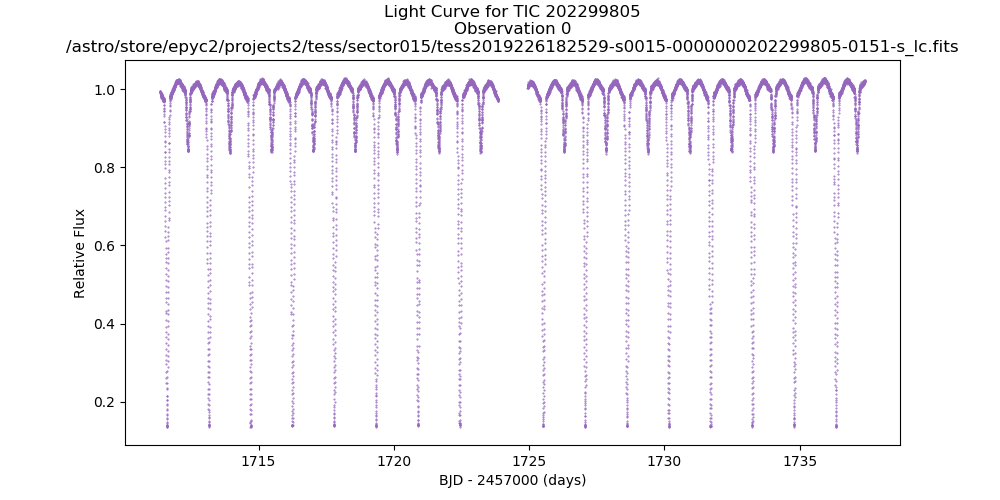 Light Curve for TIC 202299805
Observation 0
/astro/store/epyc2/projects2/tess/sector015/tess2019226182529-s0015-0000000202299805-0151-s_lc.fits
Relative Flux
1.0
0.8
0.6
0.4
0.2
1715
1720
1725
1730
1735
BJD - 2457000 (days)